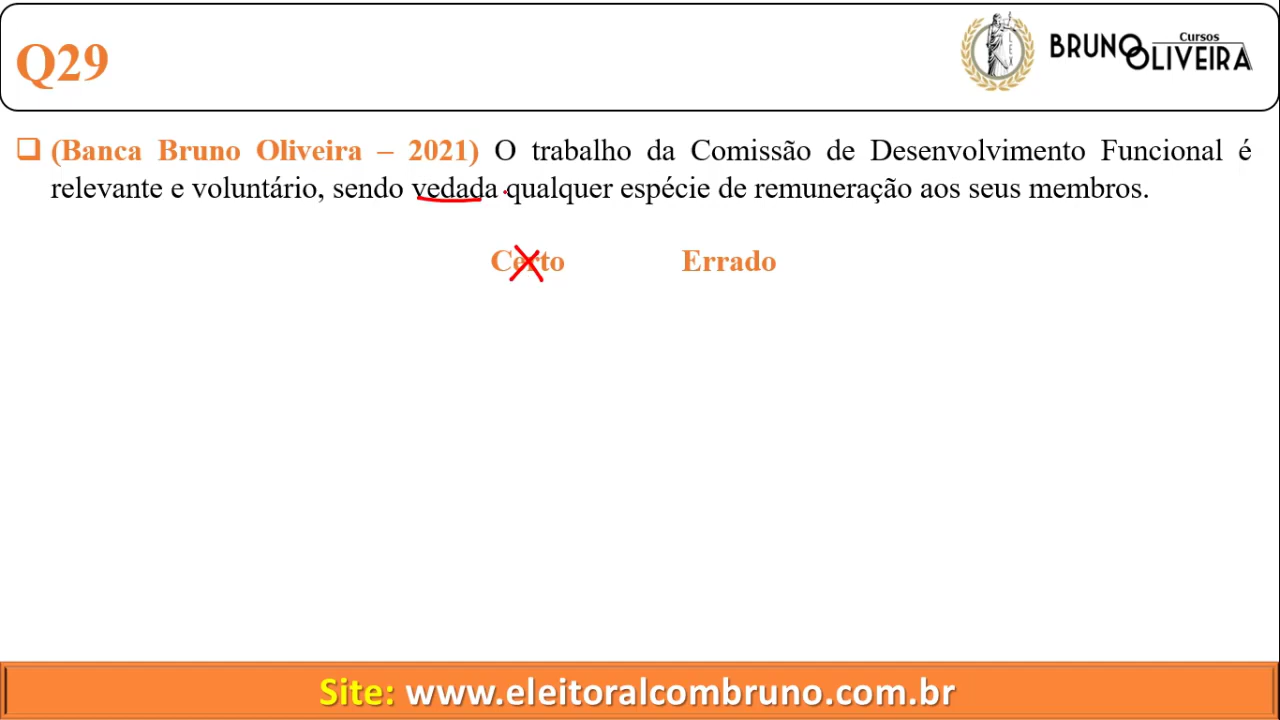 Q29
Cursos
BRUNO
OLIVEIRA
(Banca Bruno Oliveira – 2021) O trabalho da Comissão de Desenvolvimento Funcional é
relevante e voluntário, sendo vedada qualquer espécie de remuneração aos seus membros.
Certo Errado
Site: www.eleitoralcombruno.com.br